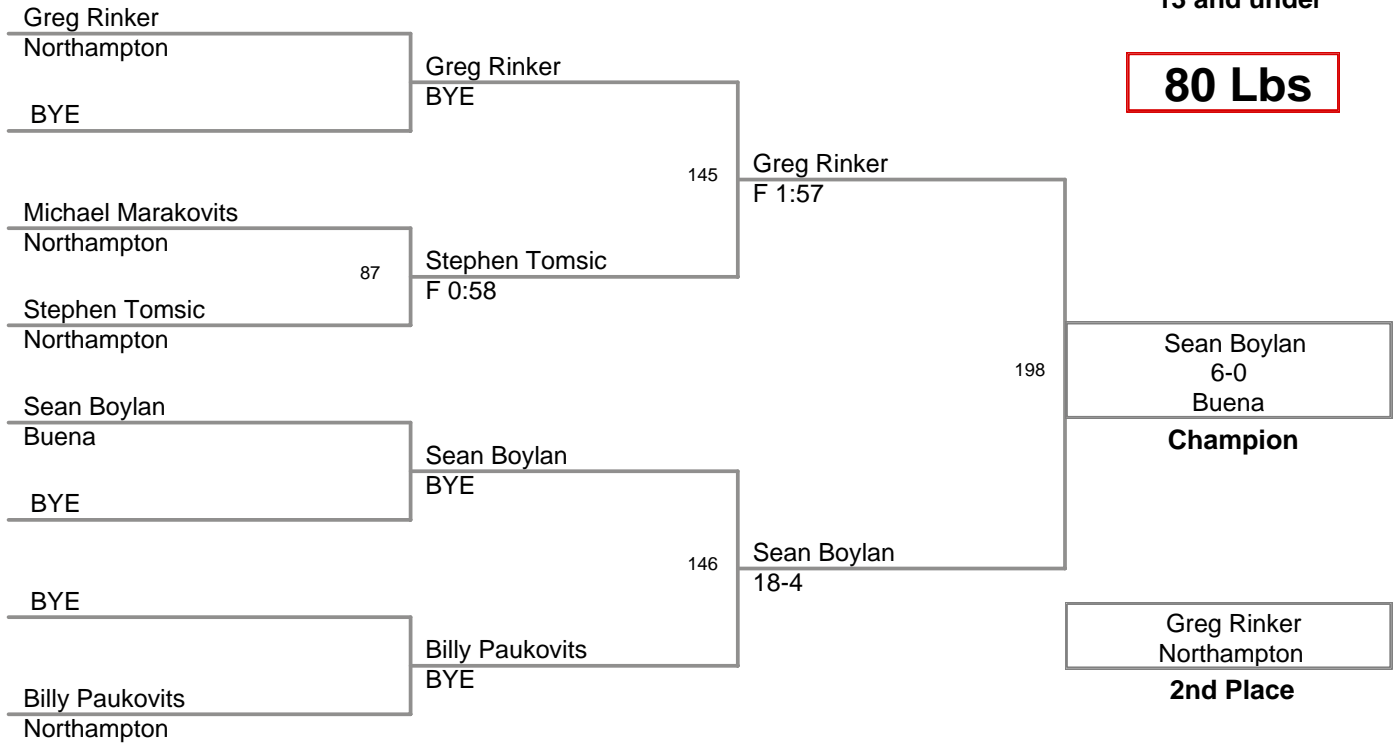 13 and under
80 Lbs
Greg Rinker
Northampton
BYE
Michael Marakovits
Northampton
87
Stephen Tomsic
Northampton
Sean Boylan
Buena
BYE
BYE
Billy Paukovits
Northampton
Greg Rinker
BYE
145
Stephen Tomsic
F 0:58
Sean Boylan
BYE
146
Billy Paukovits
BYE
Greg Rinker
F 1:57
198
Sean Boylan
18-4
Sean Boylan
6-0
Buena
Champion
Greg Rinker
Northampton
2nd Place